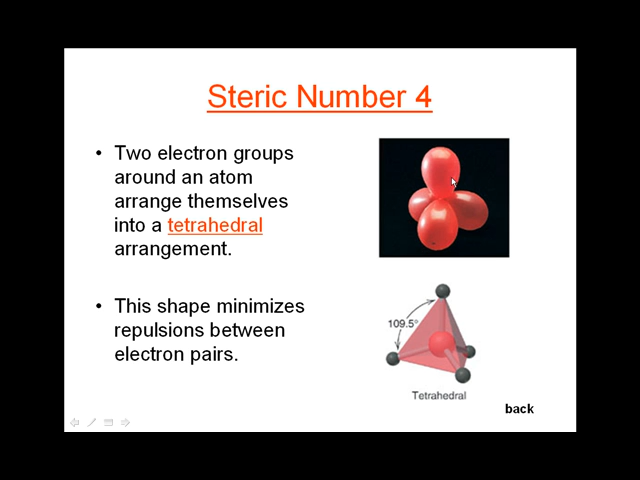 Steric Number 4
• Two electron groups
around an atom
arrange themselves
into a tetrahedral
arrangement.
• This shape minimizes
repulsions between
electron pairs.
109.5°
Tetrahedral
back